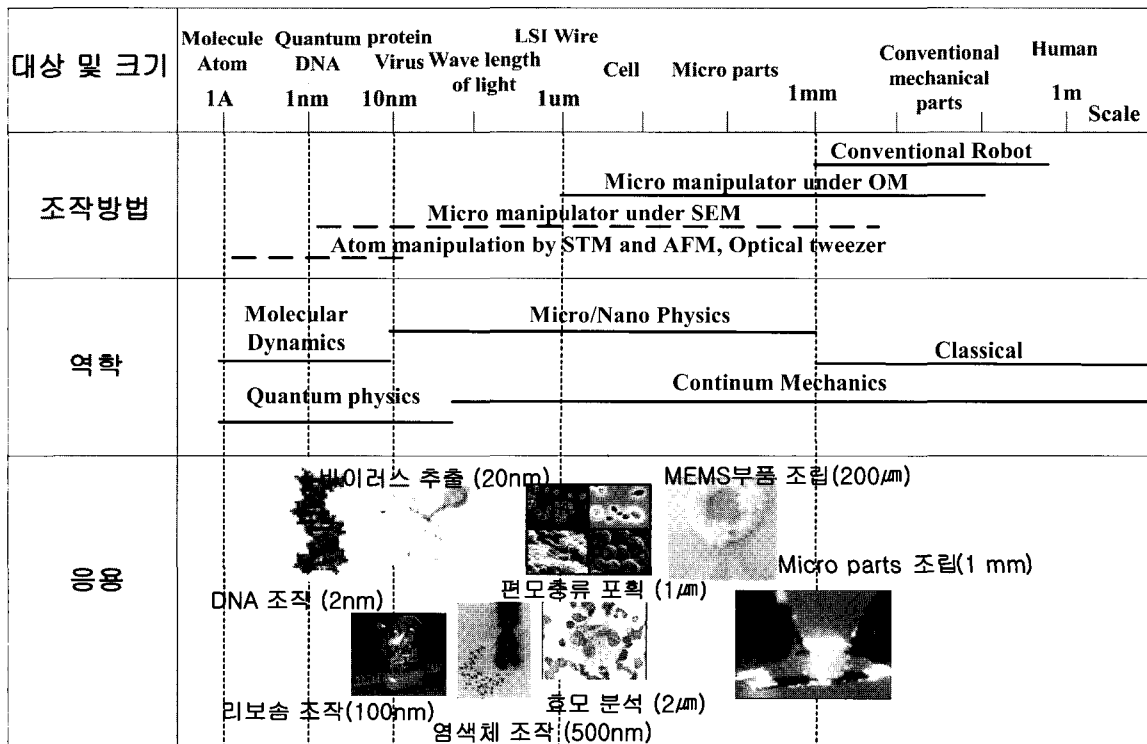 대상 및 크기
Molecule Quantum protein LSI Wire Conventional Human
Atom DNA Virus Wave length Cell Micro parts mechanical
of light parts
1A 1nm 10nm 1um 1mm 1m Scale
조작방법
Conventional Robot
Micro manipulator under OM
Micro manipulator under SEM
Atom manipulation by STM and AFM, Optical tweezer
역학
Molecular Micro/Nano Physics
Dynamics
Classical
Continum Mechanics
Quantum physics
응용
바이러스 추출 (20nm)
MEMS부품 조립(200㎛)
Micro parts 조립(1 mm)
DNA 조작 (2nm)
편모충류 포획 (1㎛)
리보솜 조작(100nm)
효모 분석 (2㎛)
염색체 조작 (500nm)